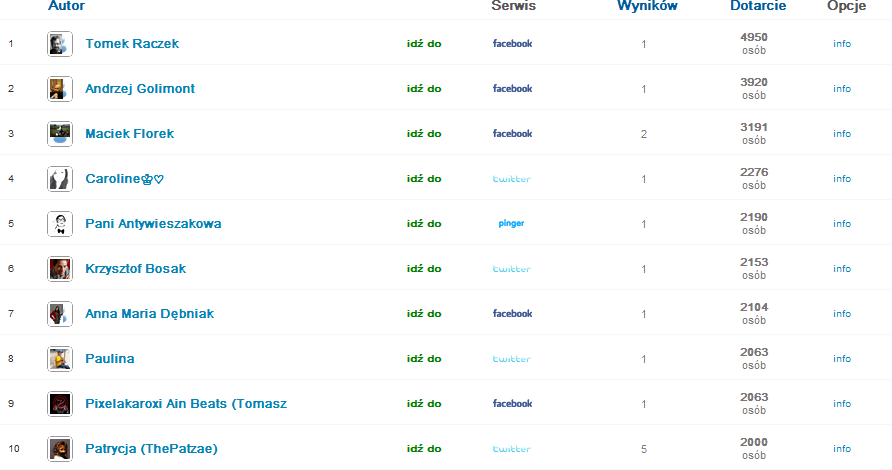 Autor Serwis Wyników Dotarcie Opcje
1 Tomek Raczek idź do facebook 1 4950 osób info
2 Andrzej Golimont idź do facebook 1 3920 osób info
3 Maciek Florek idź do facebook 2 3191 osób info
4 Caroline♔♡ idź do twitter 1 2276 osób info
5 Pani Antywieszakowa idź do pinger 1 2190 osób info
6 Krzysztof Bosak idź do twitter 1 2153 osób info
7 Anna Maria Dębniak idź do facebook 1 2104 osób info
8 Paulina idź do twitter 1 2063 osób info
9 Pixelakaroxi Ain Beats (Tomasz idź do facebook 1 2063 osób info
10 Patrycja (ThePatzae) idź do twitter 5 2000 osób info